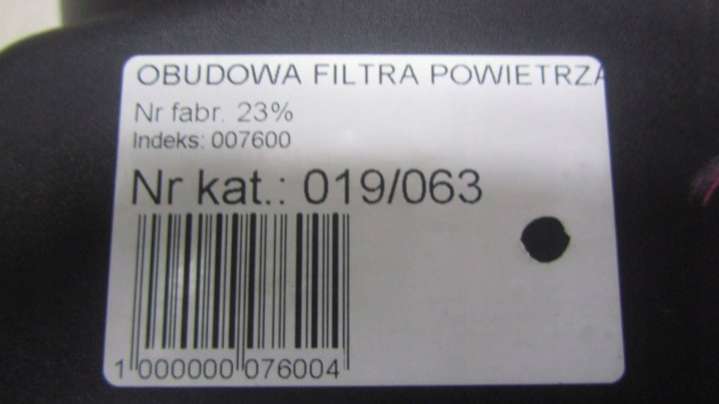 OBUDOWA FILTRA POWIETRZA
Nr fabr. 23%
Indeks: 007600
Nr kat.: 019/063
1 000000 076004